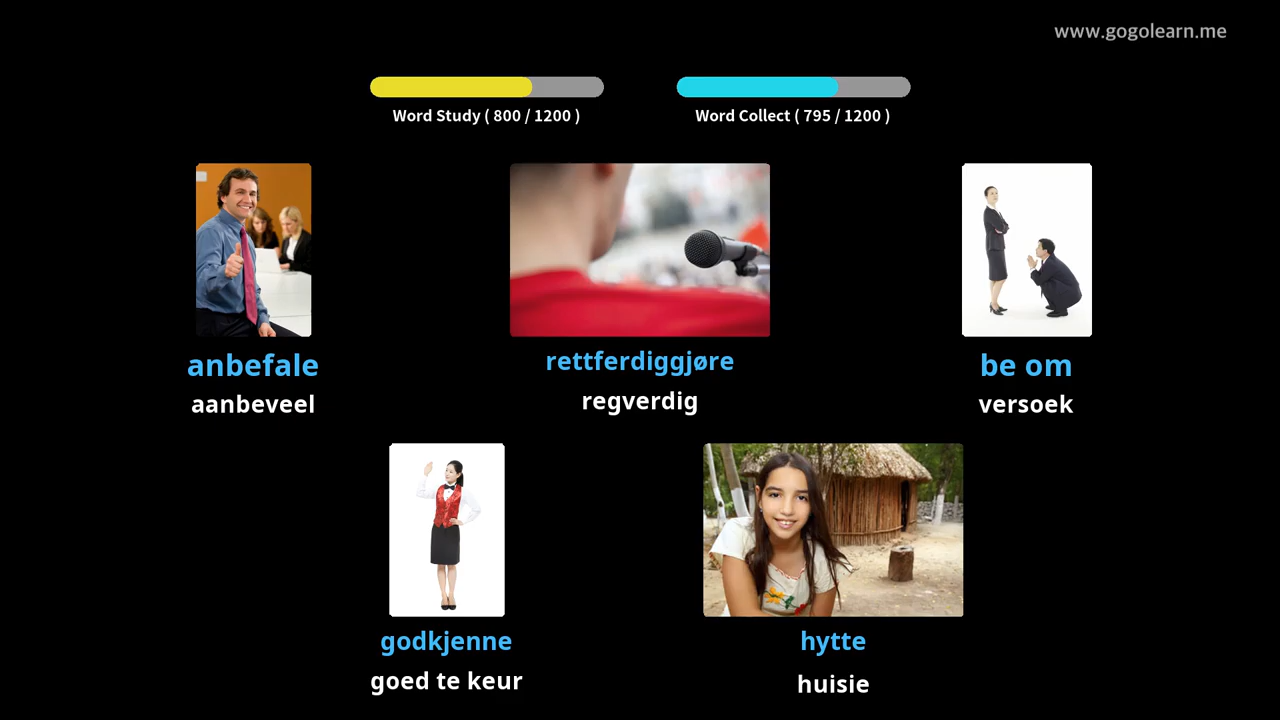 www.gogolearn.me
Word Study ( 800 / 1200 )
Word Collect ( 795 / 1200 )
anbefale
aanbeveel
rettferdiggjøre
regverdig
be om
versoek
godkjenne
goed te keur
hytte
huisie